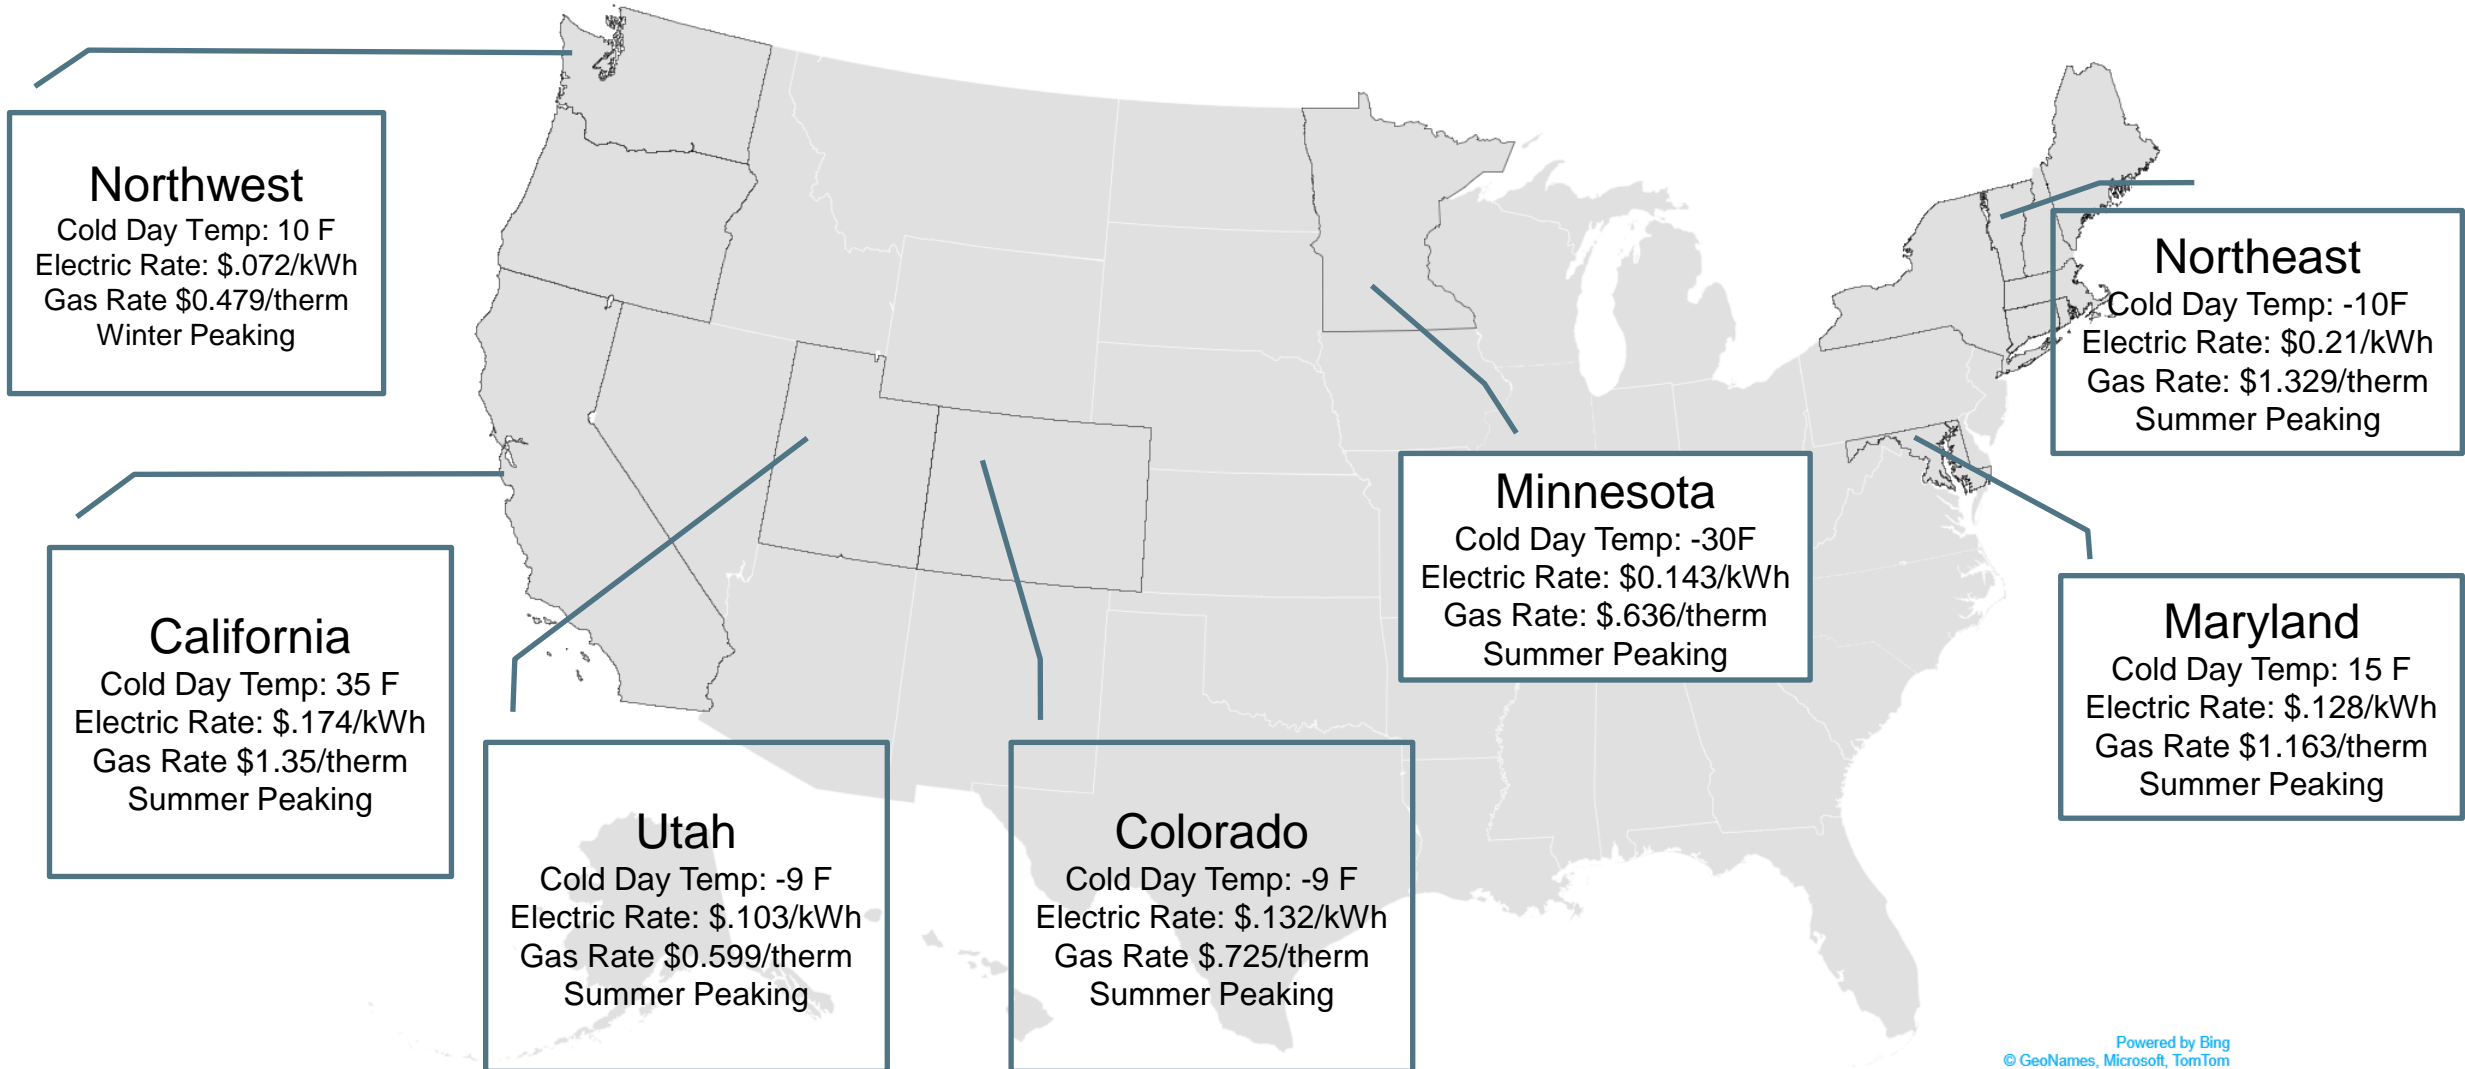 Northwest
Cold Day Temp: 10 F
Electric Rate: $.072/kWh
Gas Rate $0.479/therm
Winter Peaking
Northeast
Cold Day Temp: -10F
Electric Rate: $0.21/kWh
Gas Rate: $1.329/therm
Summer Peaking
Minnesota
Cold Day Temp: -30F
Electric Rate: $0.143/kWh
Gas Rate: $.636/therm
Summer Peaking
California
Cold Day Temp: 35 F
Electric Rate: $.174/kWh
Gas Rate $1.35/therm
Summer Peaking
Maryland
Cold Day Temp: 15 F
Electric Rate: $.128/kWh
Gas Rate $1.163/therm
Summer Peaking
Utah
Cold Day Temp: -9 F
Electric Rate: $.103/kWh
Gas Rate $0.599/therm
Summer Peaking
Colorado
Cold Day Temp: -9 F
Electric Rate: $.132/kWh
Gas Rate $.725/therm
Summer Peaking
Powered by Bing
© GeoNames, Microsoft, TomTom